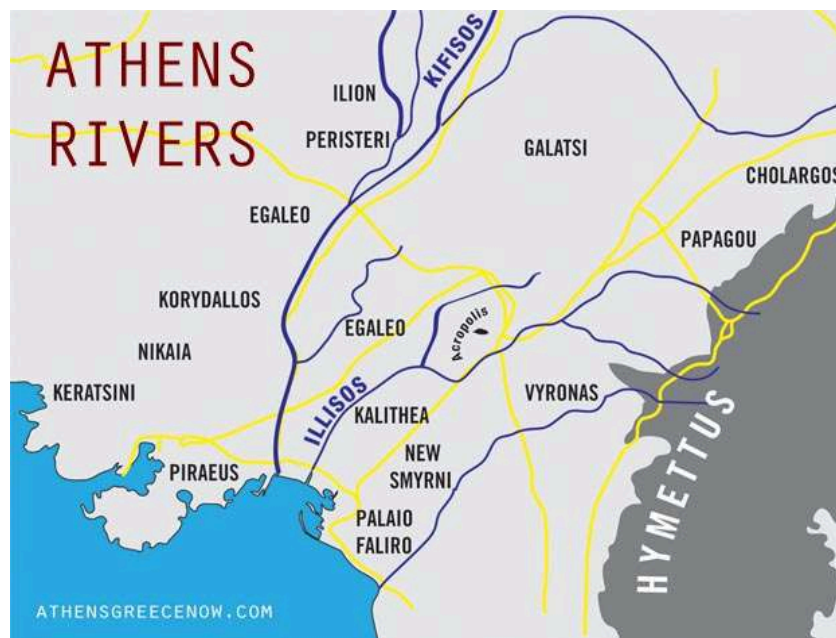 ATHENS
RIVERS
KIFISOS
ILION
PERISTERI
GALATSI
CHOLARGOS
EGALEO
PAPAGOU
KORYDALLOS
EGALEO
Acropolis
NIKAIA
KERATSINI
ILLISOS
KALITHEA
VYRONAS
HYMETTUS
NEW
SMYRNI
PIRAEUS
PALAIO
FALIRO
ATHENSGREECENOW.COM